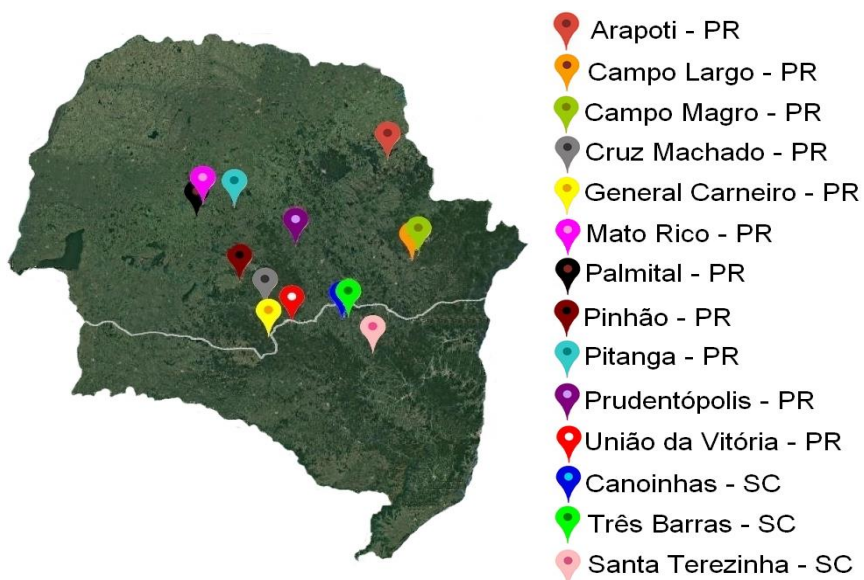 Arapoti - PR
Campo Largo - PR
Campo Magro - PR
Cruz Machado - PR
General Carneiro - PR
Mato Rico - PR
Palmital - PR
Pinhão - PR
Pitanga - PR
Prudentópolis - PR
União da Vitória - PR
Canoinhas - SC
Três Barras - SC
Santa Terezinha - SC